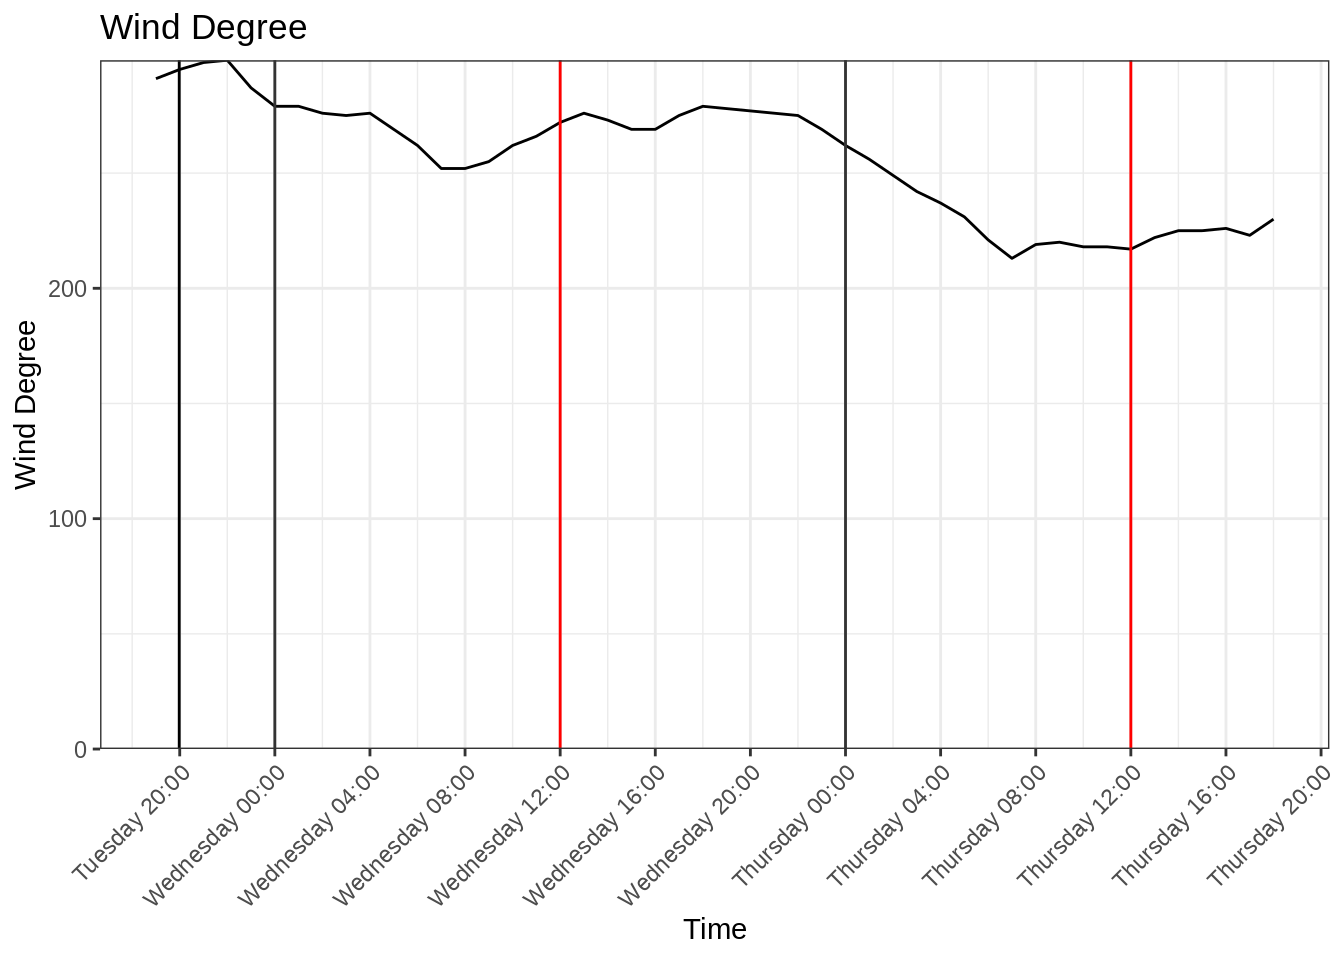 Wind Degree
Wind Degree
200
100
0
Tuesday 20:00
Wednesday 00:00
Wednesday 04:00
Wednesday 08:00
Wednesday 12:00
Wednesday 16:00
Wednesday 20:00
Thursday 00:00
Thursday 04:00
Thursday 08:00
Thursday 12:00
Thursday 16:00
Thursday 20:00
Time